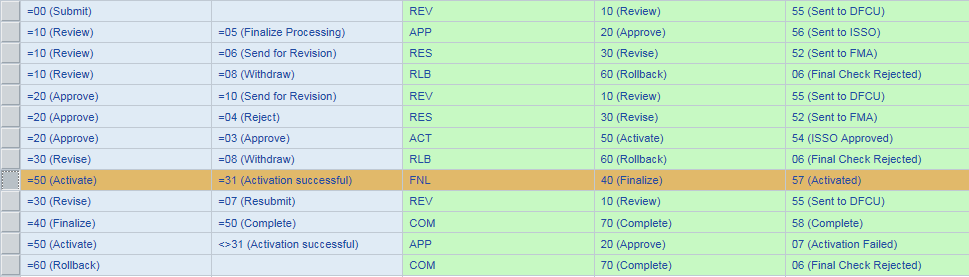 =00 (Submit) REV 10 (Review) 55 (Sent to DFCU)
=10 (Review) =05 (Finalize Processing) APP 20 (Approve) 56 (Sent to ISSO)
=10 (Review) =06 (Send for Revision) RES 30 (Revise) 52 (Sent to FMA)
=10 (Review) =08 (Withdraw) RLB 60 (Rollback) 06 (Final Check Rejected)
=20 (Approve) =10 (Send for Revision) REV 10 (Review) 55 (Sent to DFCU)
=20 (Approve) =04 (Reject) RES 30 (Revise) 52 (Sent to FMA)
=20 (Approve) =03 (Approve) ACT 50 (Activate) 54 (ISSO Approved)
=30 (Revise) =08 (Withdraw) RLB 60 (Rollback) 06 (Final Check Rejected)
=50 (Activate) =31 (Activation successful) FNL 40 (Finalize) 57 (Activated)
=30 (Revise) =07 (Resubmit) REV 10 (Review) 55 (Sent to DFCU)
=40 (Finalize) =50 (Complete) COM 70 (Complete) 58 (Complete)
=50 (Activate) <>31 (Activation successful) APP 20 (Approve) 07 (Activation Failed)
=60 (Rollback) COM 70 (Complete) 06 (Final Check Rejected)